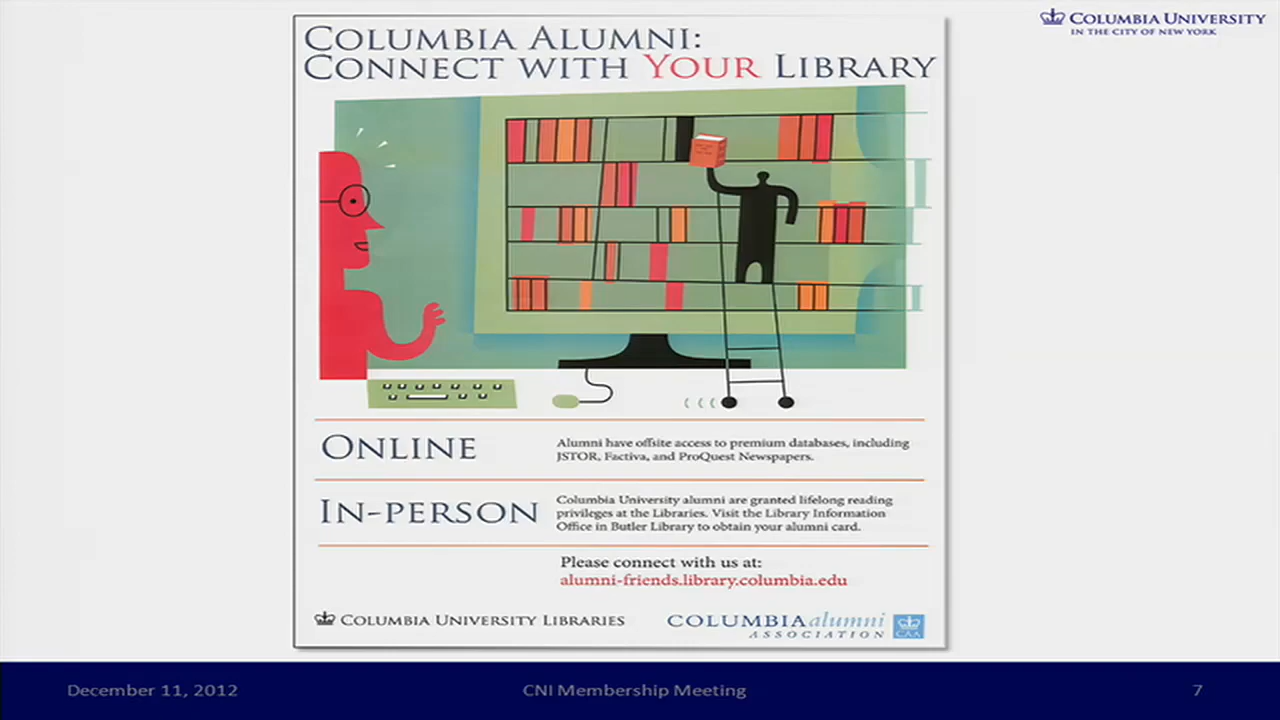 COLUMBIA UNIVERSITY
IN THE CITY OF NEW YORK
COLUMBIA ALUMNI:
CONNECT WITH YOUR LIBRARY
ONLINE
Alumni have offsite access to premium databases, including
JSTOR, Factiva, and ProQuest Newspapers.
IN-PERSON
Columbia University alumni are granted lifelong reading
privileges at the Libraries. Visit the Library Information
Office in Butler Library to obtain your alumni card.
Please connect with us at:
alumni-friends.library.columbia.edu
COLUMBIA UNIVERSITY LIBRARIES
COLUMBIA alumni
ASSOCIATION
CAA
December 11, 2012
CNI Membership Meeting
7